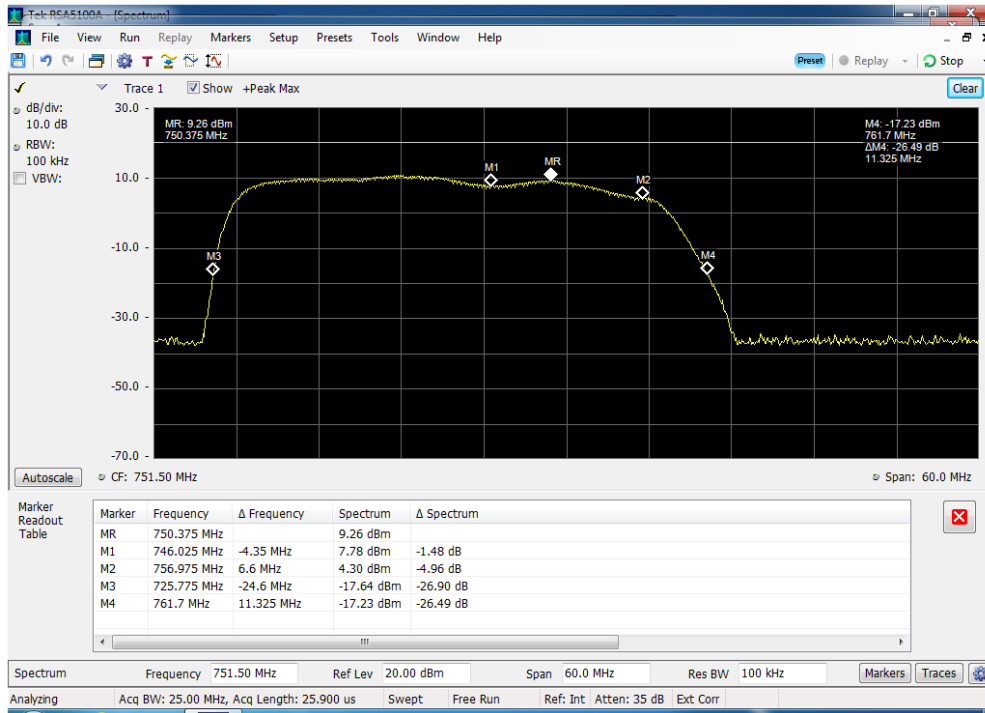 Tek RSA5100A - [Spectrum]
File View Run Replay Markers Setup Presets Tools Window Help
Preset Replay Stop
Trace 1 Show +Peak Max Clear
dB/div:
10.0 dB
RBW:
100 kHz
VBW:
30.0
10.0
-10.0
-30.0
-50.0
-70.0
MR: 9.26 dBm
750.375 MHz
M4: -17.23 dBm
761.7 MHz
ΔM4: -26.49 dB
11.325 MHz
M1
MR
M2
M3
M4
Autoscale CF: 751.50 MHz Span: 60.0 MHz
Marker
Readout
Table
Marker Frequency Δ Frequency Spectrum Δ Spectrum
MR 750.375 MHz 9.26 dBm
M1 746.025 MHz -4.35 MHz 7.78 dBm -1.48 dB
M2 756.975 MHz 6.6 MHz 4.30 dBm -4.96 dB
M3 725.775 MHz -24.6 MHz -17.64 dBm -26.90 dB
M4 761.7 MHz 11.325 MHz -17.23 dBm -26.49 dB
Spectrum Frequency 751.50 MHz Ref Lev 20.00 dBm Span 60.0 MHz Res BW 100 kHz Markers Traces
Analyzing Acq BW: 25.00 MHz, Acq Length: 25.900 us Swept Free Run Ref: Int Atten: 35 dB Ext Corr